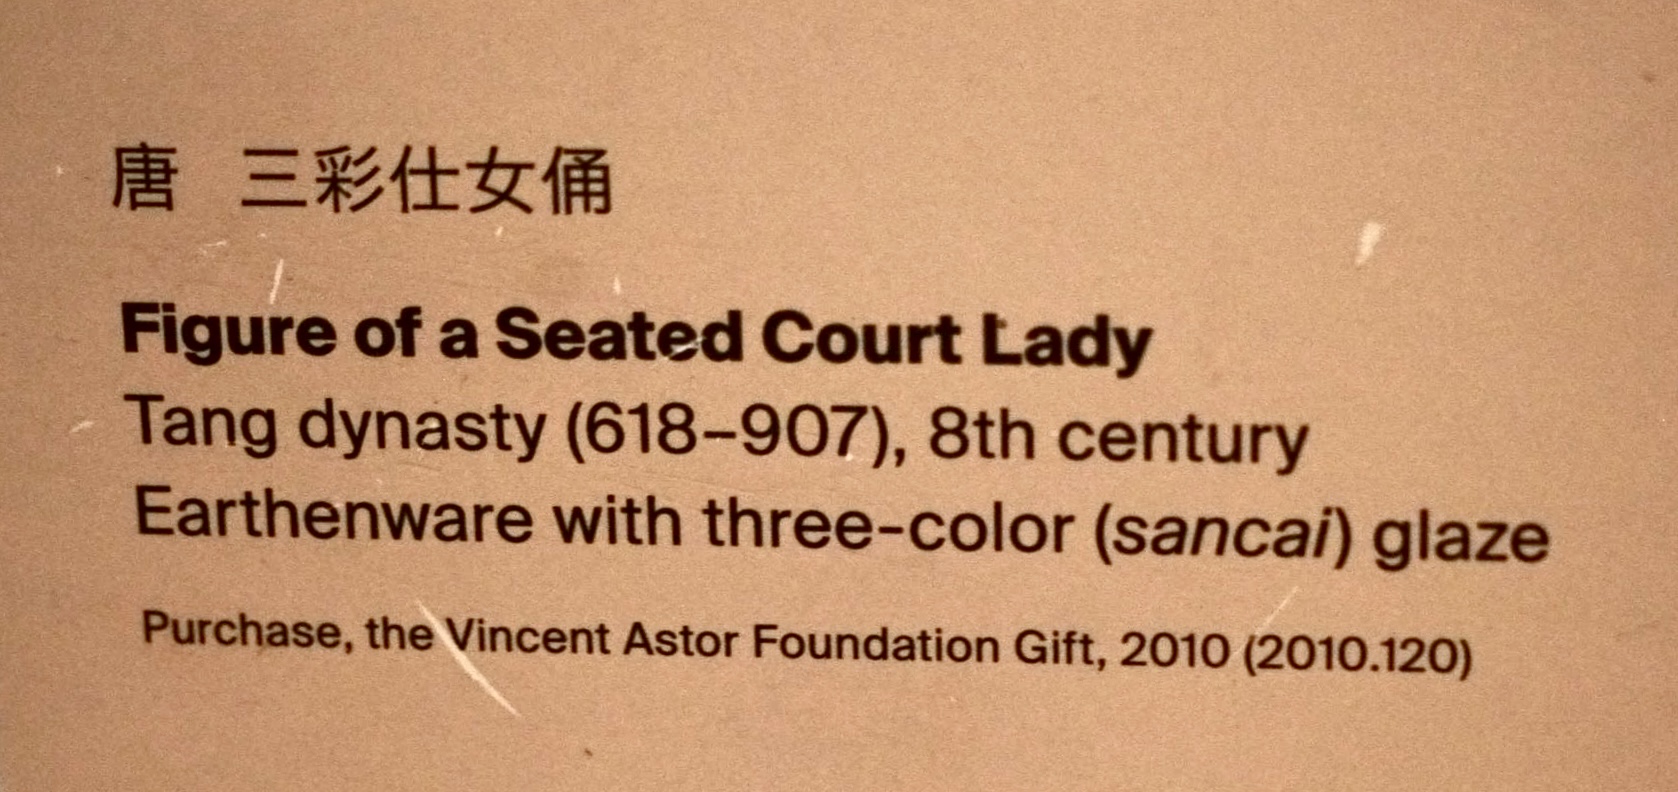 唐 三彩仕女俑
Figure of a Seated Court Lady
Tang dynasty (618–907), 8th century
Earthenware with three-color (sancai) glaze
Purchase, the Vincent Astor Foundation Gift, 2010 (2010.120)